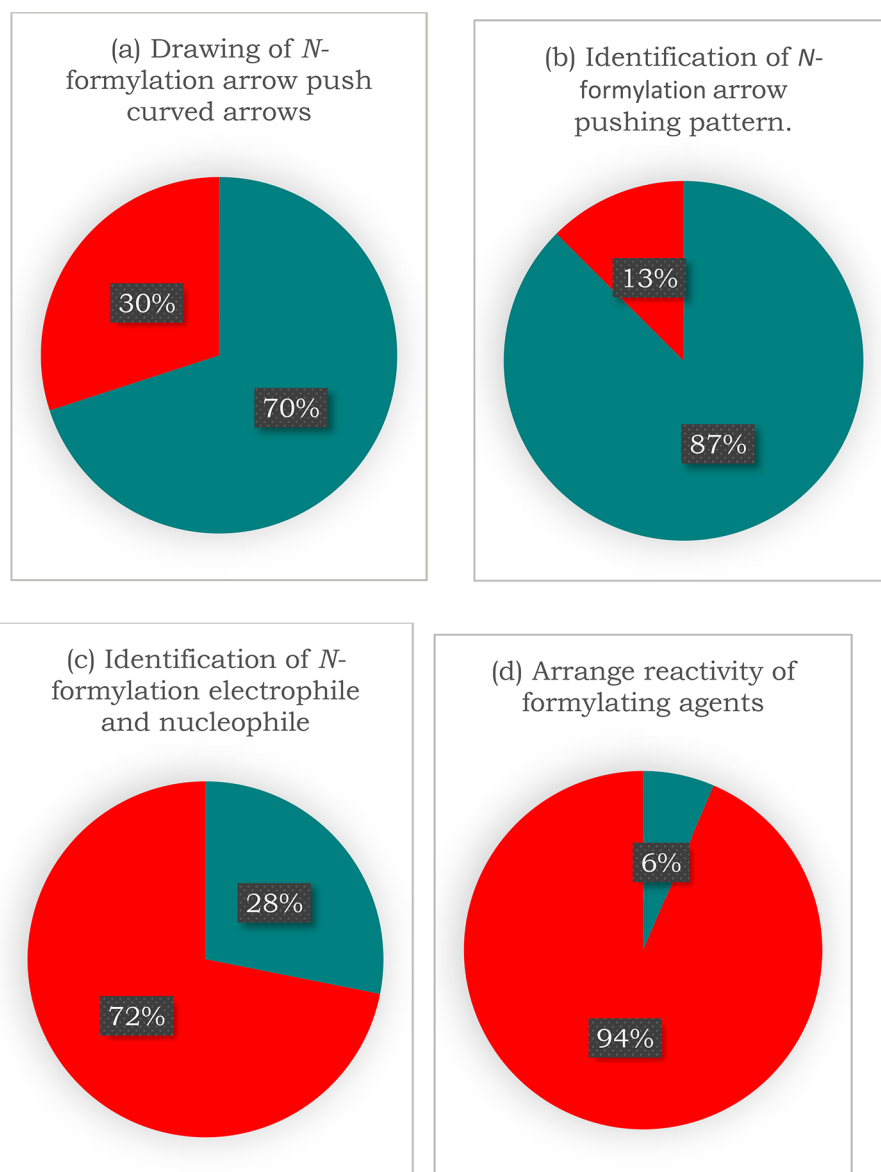 (a) Drawing of N-
formylation arrow push
curved arrows
30%
70%
(b) Identification of N-
formylation arrow
pushing pattern.
13%
87%
(c) Identification of N-
formylation electrophile
and nucleophile
28%
72%
(d) Arrange reactivity of
formylating agents
6%
94%